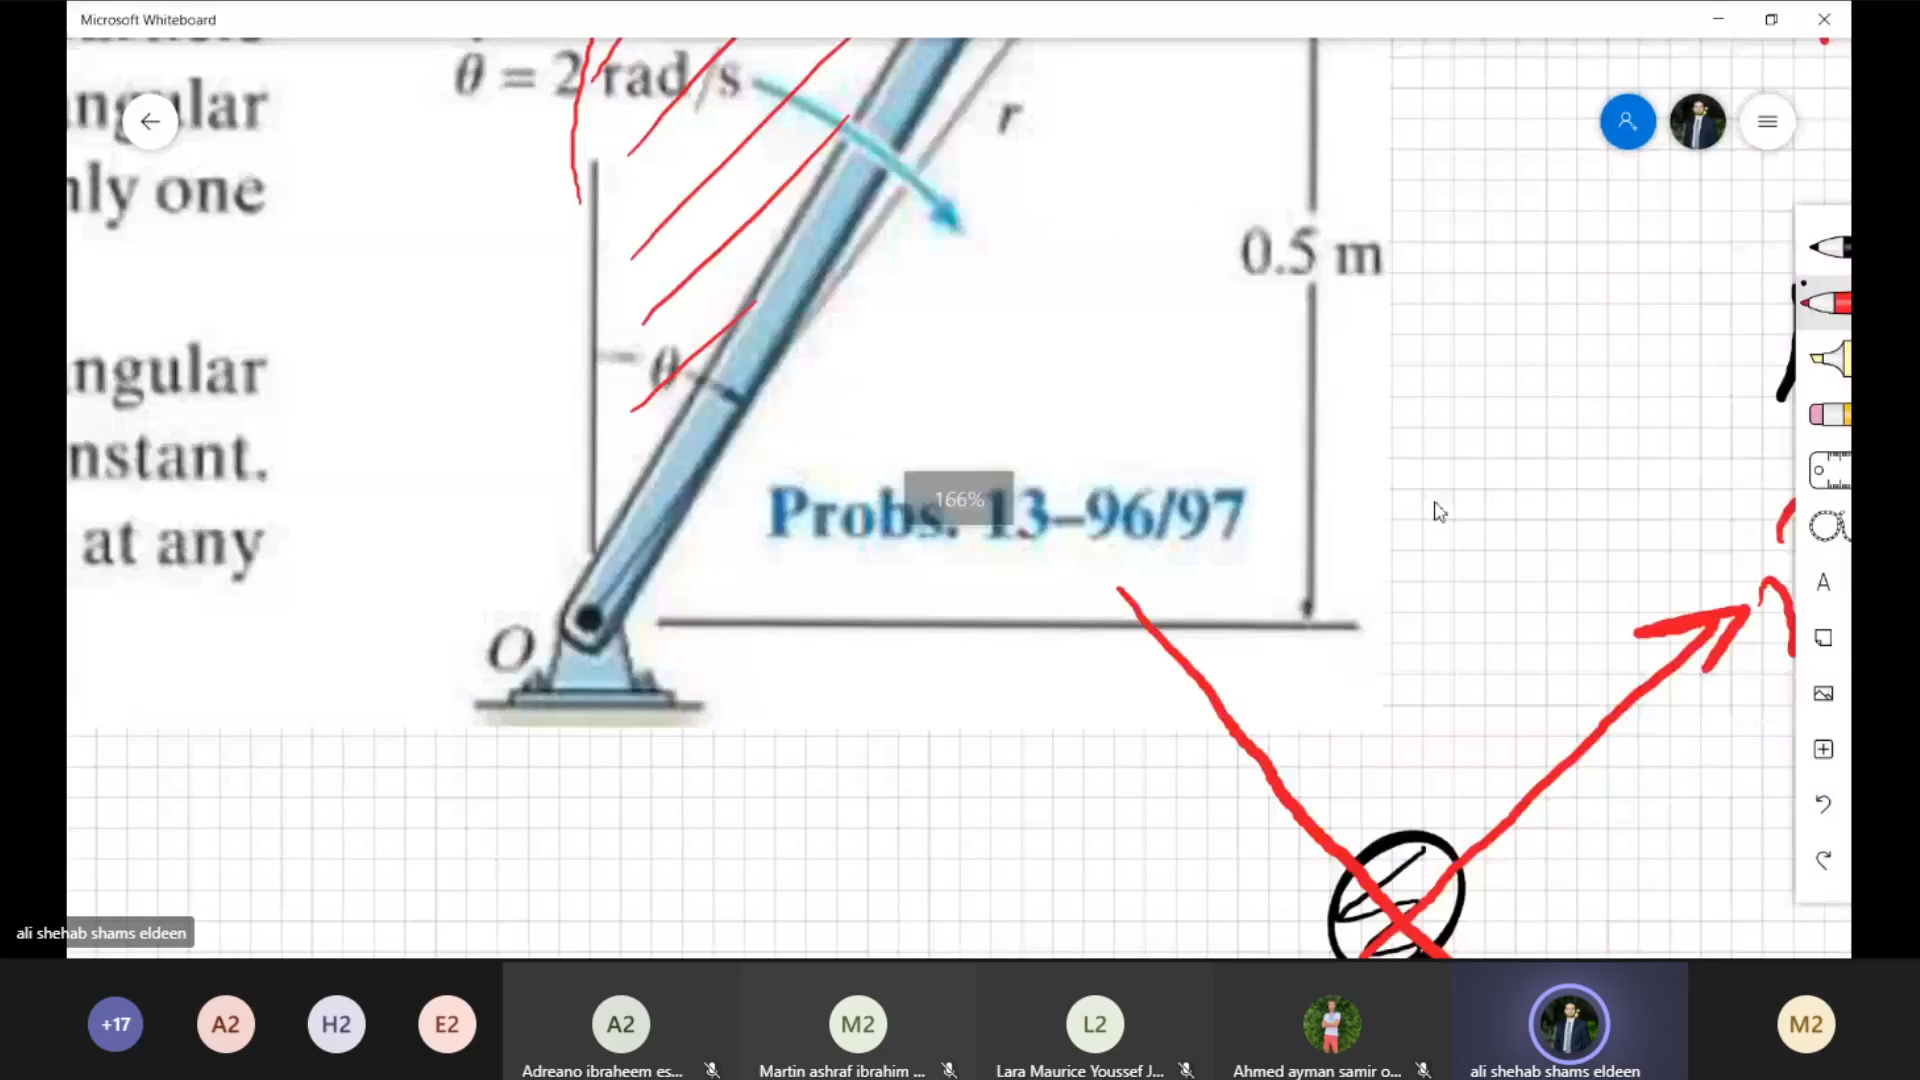 Microsoft Whiteboard
θ̇ = 2 rad/s
ngular
r
nly one
0.5 m
θ
ngular
nstant.
166%
Probs. 13–96/97
at any
O
A
ali shehab shams eldeen
+17
A2
H2
E2
A2
M2
L2
M2
Adreano ibraheem es...
Martin ashraf ibrahim ...
Lara Maurice Youssef J...
Ahmed ayman samir o...
ali shehab shams eldeen